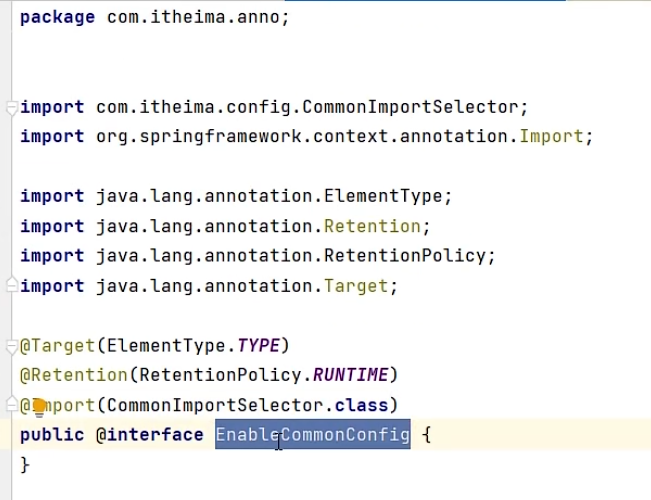 package com.itheima.anno;
import com.itheima.config.CommonImportSelector;
import org.springframework.context.annotation.Import;
import java.lang.annotation.ElementType;
import java.lang.annotation.Retention;
import java.lang.annotation.RetentionPolicy;
import java.lang.annotation.Target;
@Target(ElementType.TYPE)
@Retention(RetentionPolicy.RUNTIME)
@Import(CommonImportSelector.class)
public @interface EnableCommonConfig {
}